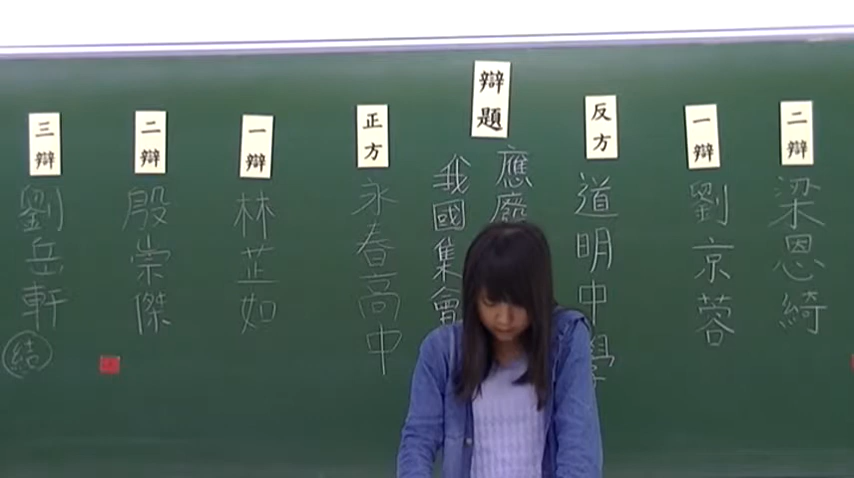 辯題
應廢
我國集會
正方
永春高中
一辯
林芷如
二辯
殷崇傑
三辯
劉岳軒
結
反方
道明中學
一辯
劉京蓉
二辯
梁恩綺